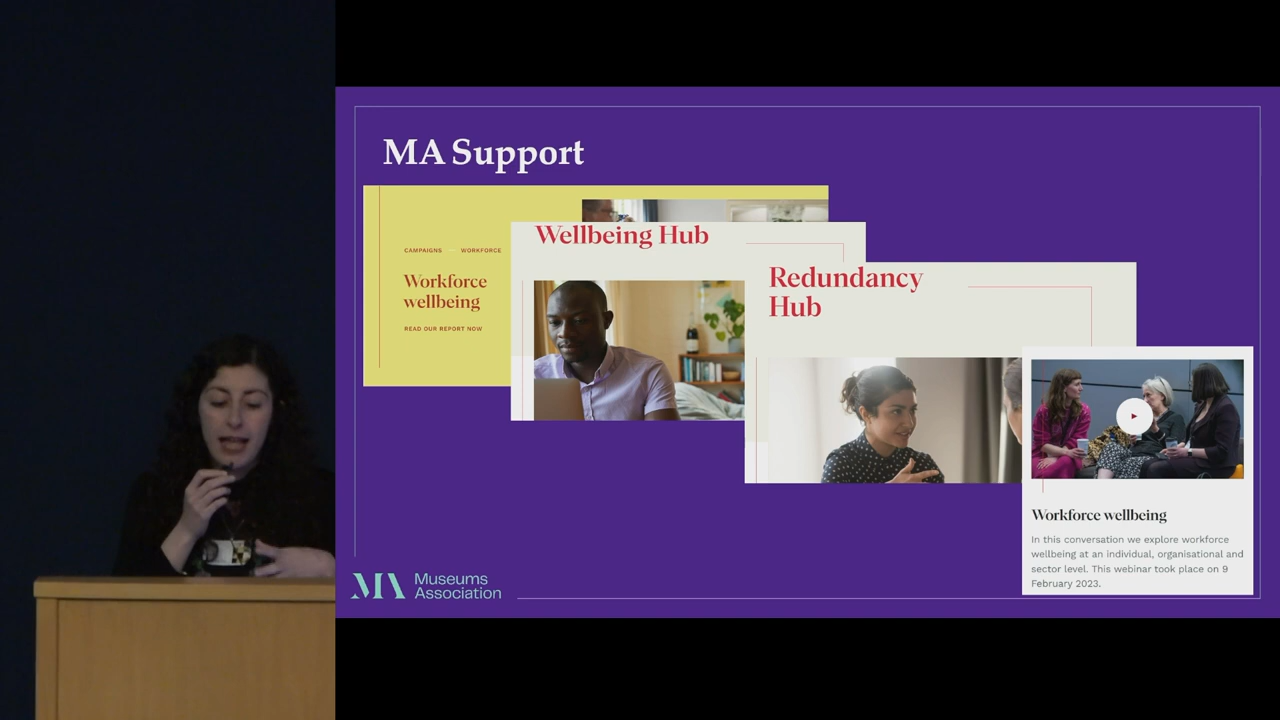 MA Support
CAMPAIGNS — WORKFORCE
Workforce
wellbeing
READ OUR REPORT NOW
Wellbeing Hub
Redundancy
Hub
Workforce wellbeing
In this conversation we explore workforce
wellbeing at an individual, organisational and
sector level. This webinar took place on 9
February 2023.
MA Museums
Association